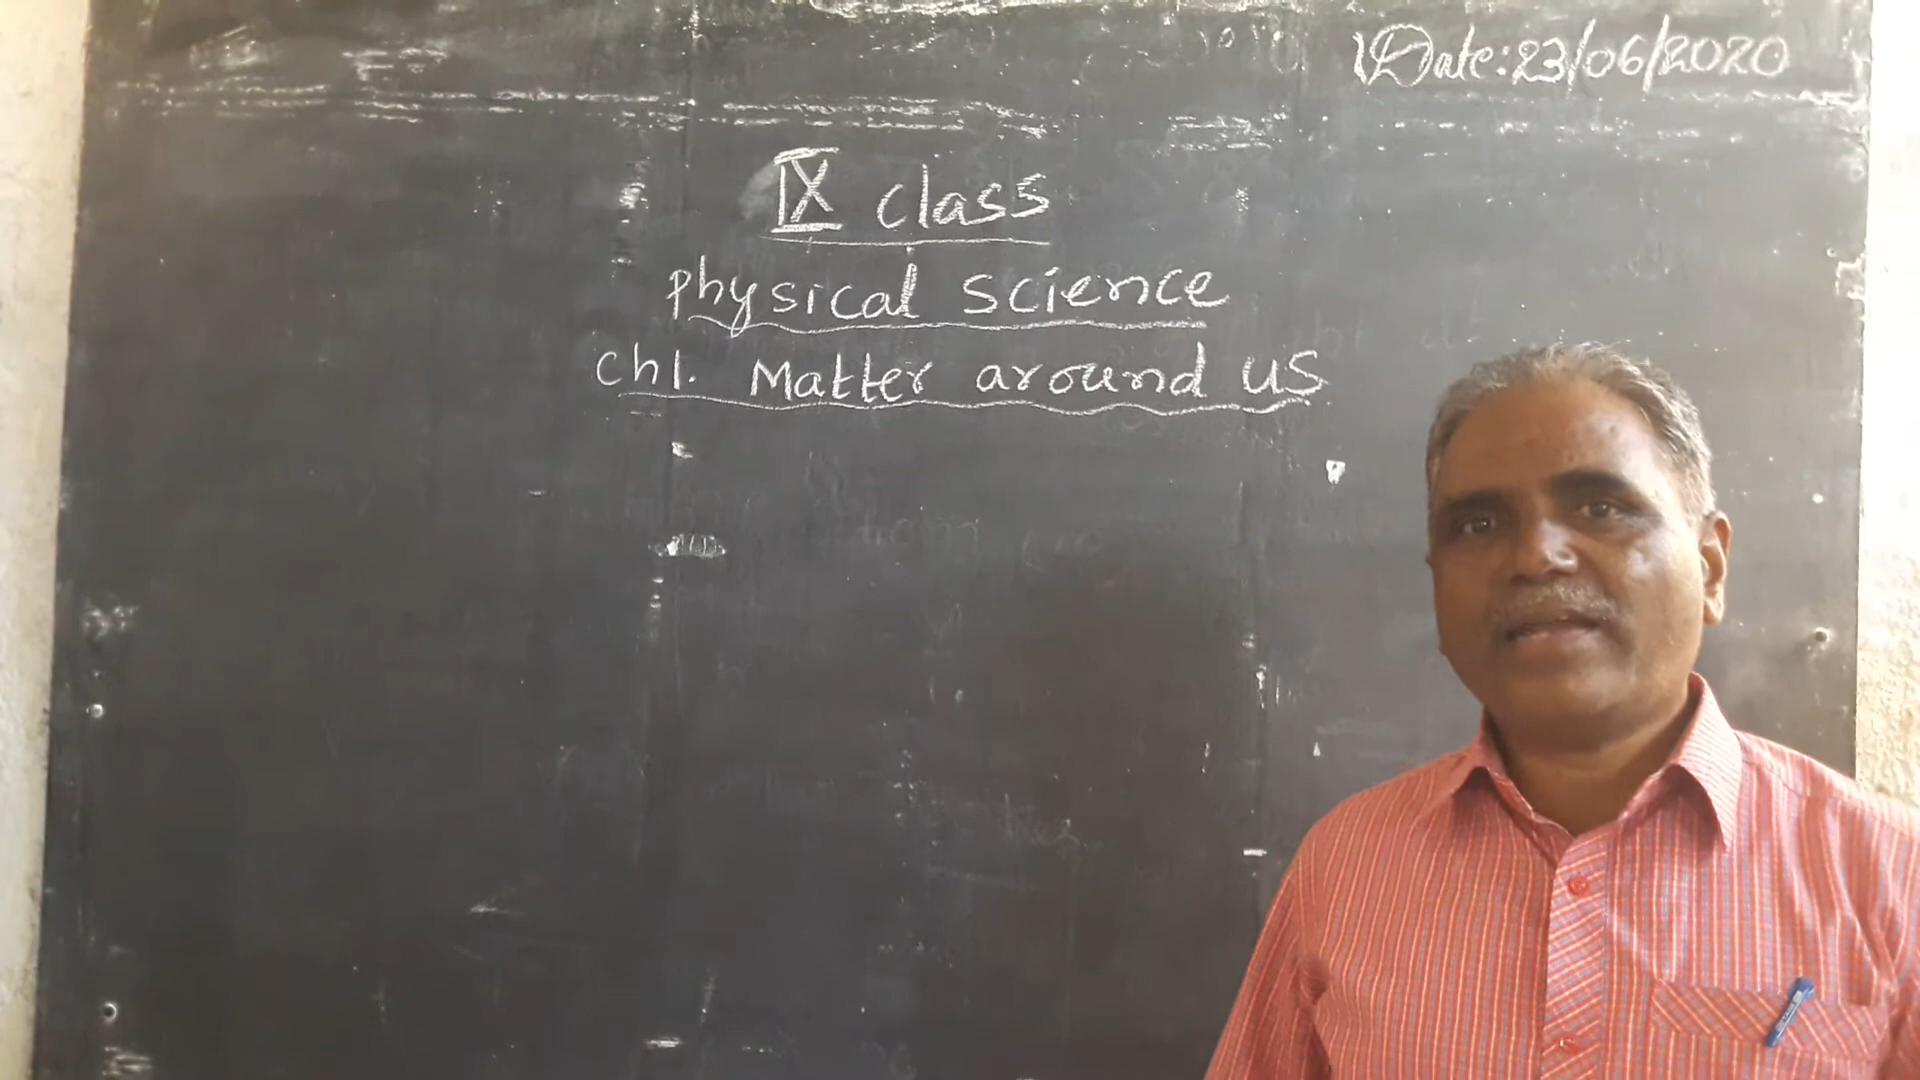 Date:23/06/2020
IX class
physical science
ch1. Matter around us